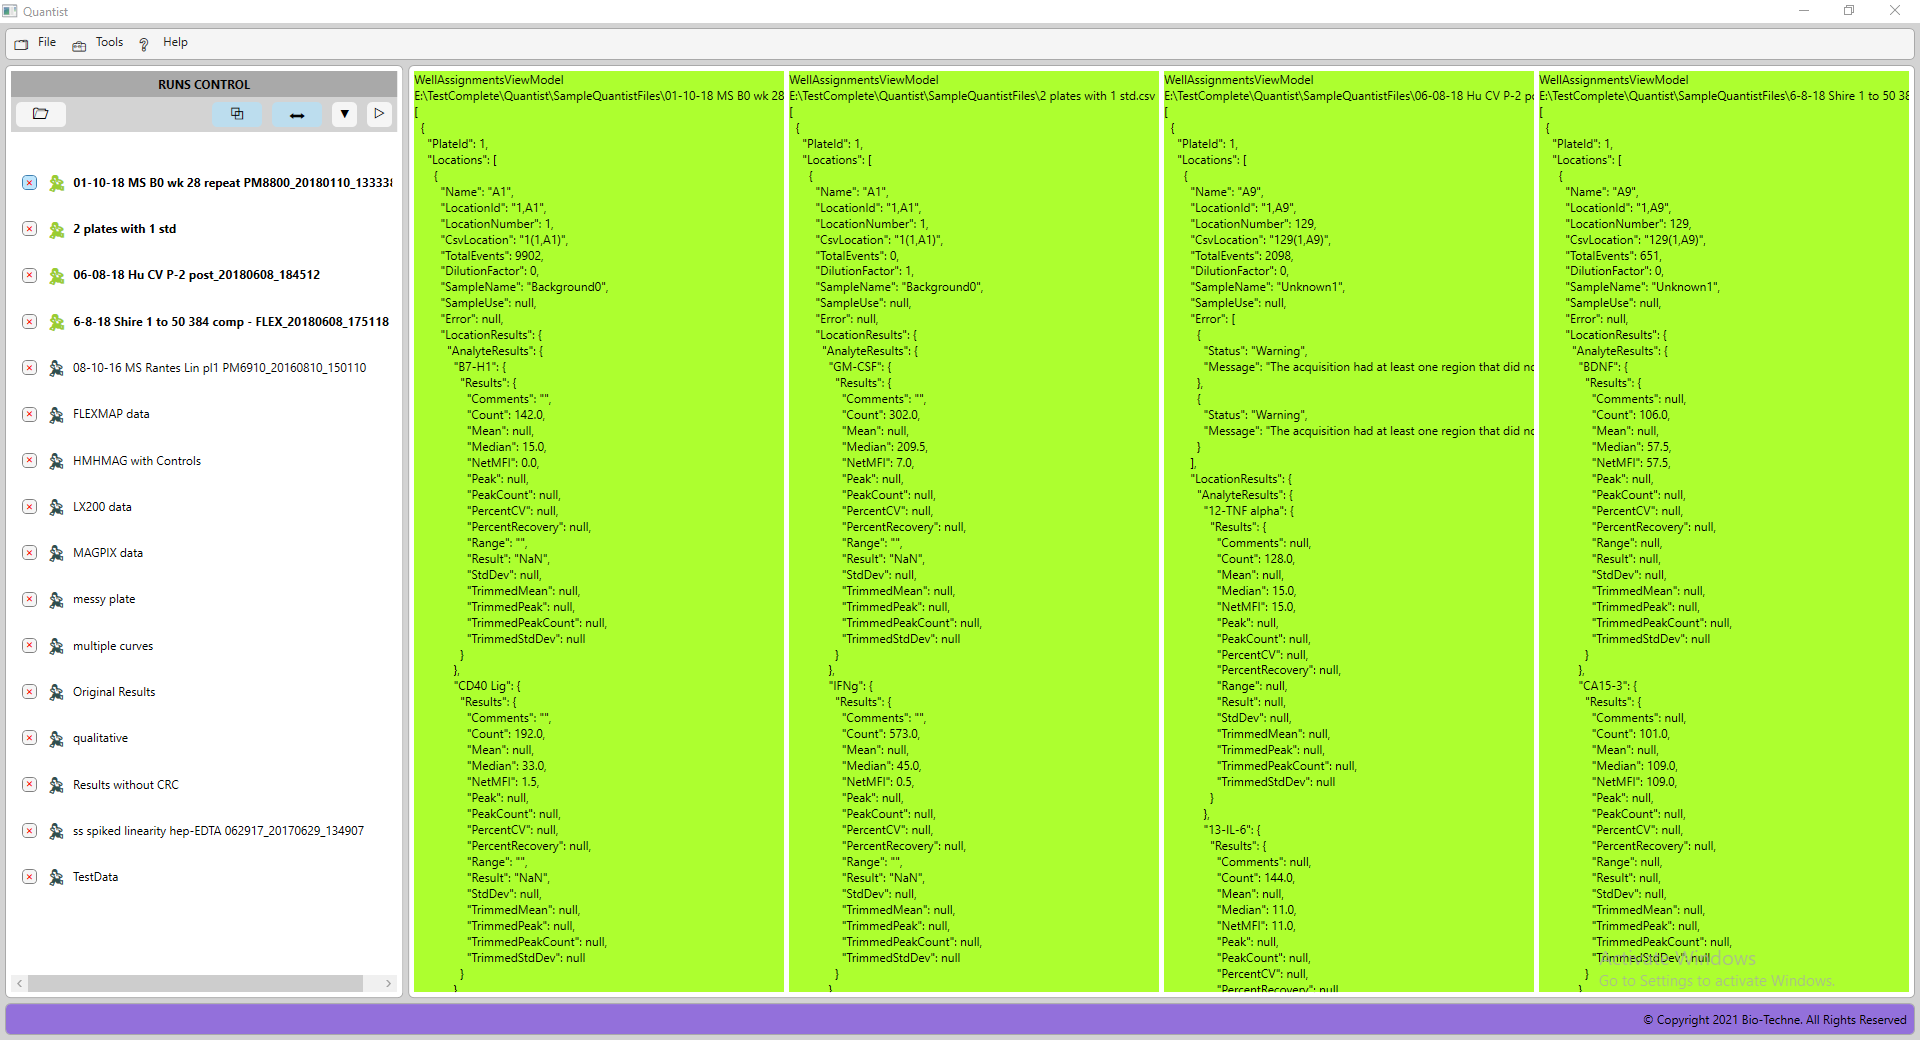 Quantist
File
Tools
Help
RUNS CONTROL
01-10-18 MS B0 wk 28 repeat PM8800_20180110_13333
2 plates with 1 std
06-08-18 Hu CV P-2 post_20180608_184512
6-8-18 Shire 1 to 50 384 comp - FLEX_20180608_175118
08-10-16 MS Rantes Lin pl1 PM6910_20160810_150110
FLEXMAP data
HMHMAG with Controls
LX200 data
MAGPIX data
messy plate
multiple curves
Original Results
qualitative
Results without CRC
ss spiked linearity hep-EDTA 062917_20170629_134907
TestData
WellAssignmentsViewModel
E:\TestComplete\Quantist\SampleQuantistFiles\01-10-18 MS B0 wk 28
[
{
"PlateId": 1,
"Locations": [
{
"Name": "A1",
"LocationId": "1,A1",
"LocationNumber": 1,
"CsvLocation": "1(1,A1)",
"TotalEvents": 9902,
"DilutionFactor": 0,
"SampleName": "Background0",
"SampleUse": null,
"Error": null,
"LocationResults": {
"AnalyteResults": {
"B7-H1": {
"Results": {
"Comments": "",
"Count": 142.0,
"Mean": null,
"Median": 15.0,
"NetMFI": 0.0,
"Peak": null,
"PeakCount": null,
"PercentCV": null,
"PercentRecovery": null,
"Range": "",
"Result": "NaN",
"StdDev": null,
"TrimmedMean": null,
"TrimmedPeak": null,
"TrimmedPeakCount": null,
"TrimmedStdDev": null
}
},
"CD40 Lig": {
"Results": {
"Comments": "",
"Count": 192.0,
"Mean": null,
"Median": 33.0,
"NetMFI": 1.5,
"Peak": null,
"PeakCount": null,
"PercentCV": null,
"PercentRecovery": null,
"Range": "",
"Result": "NaN",
"StdDev": null,
"TrimmedMean": null,
"TrimmedPeak": null,
"TrimmedPeakCount": null,
"TrimmedStdDev": null
}
}
WellAssignmentsViewModel
E:\TestComplete\Quantist\SampleQuantistFiles\2 plates with 1 std.csv
[
{
"PlateId": 1,
"Locations": [
{
"Name": "A1",
"LocationId": "1,A1",
"LocationNumber": 1,
"CsvLocation": "1(1,A1)",
"TotalEvents": 0,
"DilutionFactor": 1,
"SampleName": "Background0",
"SampleUse": null,
"Error": null,
"LocationResults": {
"AnalyteResults": {
"GM-CSF": {
"Results": {
"Comments": "",
"Count": 302.0,
"Mean": null,
"Median": 209.5,
"NetMFI": 7.0,
"Peak": null,
"PeakCount": null,
"PercentCV": null,
"PercentRecovery": null,
"Range": "",
"Result": "NaN",
"StdDev": null,
"TrimmedMean": null,
"TrimmedPeak": null,
"TrimmedPeakCount": null,
"TrimmedStdDev": null
}
},
"IFNg": {
"Results": {
"Comments": "",
"Count": 573.0,
"Mean": null,
"Median": 45.0,
"NetMFI": 0.5,
"Peak": null,
"PeakCount": null,
"PercentCV": null,
"PercentRecovery": null,
"Range": "",
"Result": "NaN",
"StdDev": null,
"TrimmedMean": null,
"TrimmedPeak": null,
"TrimmedPeakCount": null,
"TrimmedStdDev": null
}
}
WellAssignmentsViewModel
E:\TestComplete\Quantist\SampleQuantistFiles\06-08-18 Hu CV P-2 p
[
{
"PlateId": 1,
"Locations": [
{
"Name": "A9",
"LocationId": "1,A9",
"LocationNumber": 129,
"CsvLocation": "129(1,A9)",
"TotalEvents": 2098,
"DilutionFactor": 0,
"SampleName": "Unknown1",
"SampleUse": null,
"Error": [
{
"Status": "Warning",
"Message": "The acquisition had at least one region that did no
},
{
"Status": "Warning",
"Message": "The acquisition had at least one region that did no
}
],
"LocationResults": {
"AnalyteResults": {
"12-TNF alpha": {
"Results": {
"Comments": null,
"Count": 128.0,
"Mean": null,
"Median": 15.0,
"NetMFI": 15.0,
"Peak": null,
"PeakCount": null,
"PercentCV": null,
"PercentRecovery": null,
"Range": null,
"Result": null,
"StdDev": null,
"TrimmedMean": null,
"TrimmedPeak": null,
"TrimmedPeakCount": null,
"TrimmedStdDev": null
}
},
"13-IL-6": {
"Results": {
"Comments": null,
"Count": 144.0,
"Mean": null,
"Median": 11.0,
"NetMFI": 11.0,
"Peak": null,
"PeakCount": null,
"PercentCV": null,
"PercentRecovery": null
WellAssignmentsViewModel
E:\TestComplete\Quantist\SampleQuantistFiles\6-8-18 Shire 1 to 50 38
[
{
"PlateId": 1,
"Locations": [
{
"Name": "A9",
"LocationId": "1,A9",
"LocationNumber": 129,
"CsvLocation": "129(1,A9)",
"TotalEvents": 651,
"DilutionFactor": 0,
"SampleName": "Unknown1",
"SampleUse": null,
"Error": null,
"LocationResults": {
"AnalyteResults": {
"BDNF": {
"Results": {
"Comments": null,
"Count": 106.0,
"Mean": null,
"Median": 57.5,
"NetMFI": 57.5,
"Peak": null,
"PeakCount": null,
"PercentCV": null,
"PercentRecovery": null,
"Range": null,
"Result": null,
"StdDev": null,
"TrimmedMean": null,
"TrimmedPeak": null,
"TrimmedPeakCount": null,
"TrimmedStdDev": null
}
},
"CA15-3": {
"Results": {
"Comments": null,
"Count": 101.0,
"Mean": null,
"Median": 109.0,
"NetMFI": 109.0,
"Peak": null,
"PeakCount": null,
"PercentCV": null,
"PercentRecovery": null,
"Range": null,
"Result": null,
"StdDev": null,
"TrimmedMean": null,
"TrimmedPeak": null,
"TrimmedPeakCount": null,
"TrimmedStdDev": null
}
}
Activate Windows
Go to Settings to activate Windows.
© Copyright 2021 Bio-Techne. All Rights Reserved